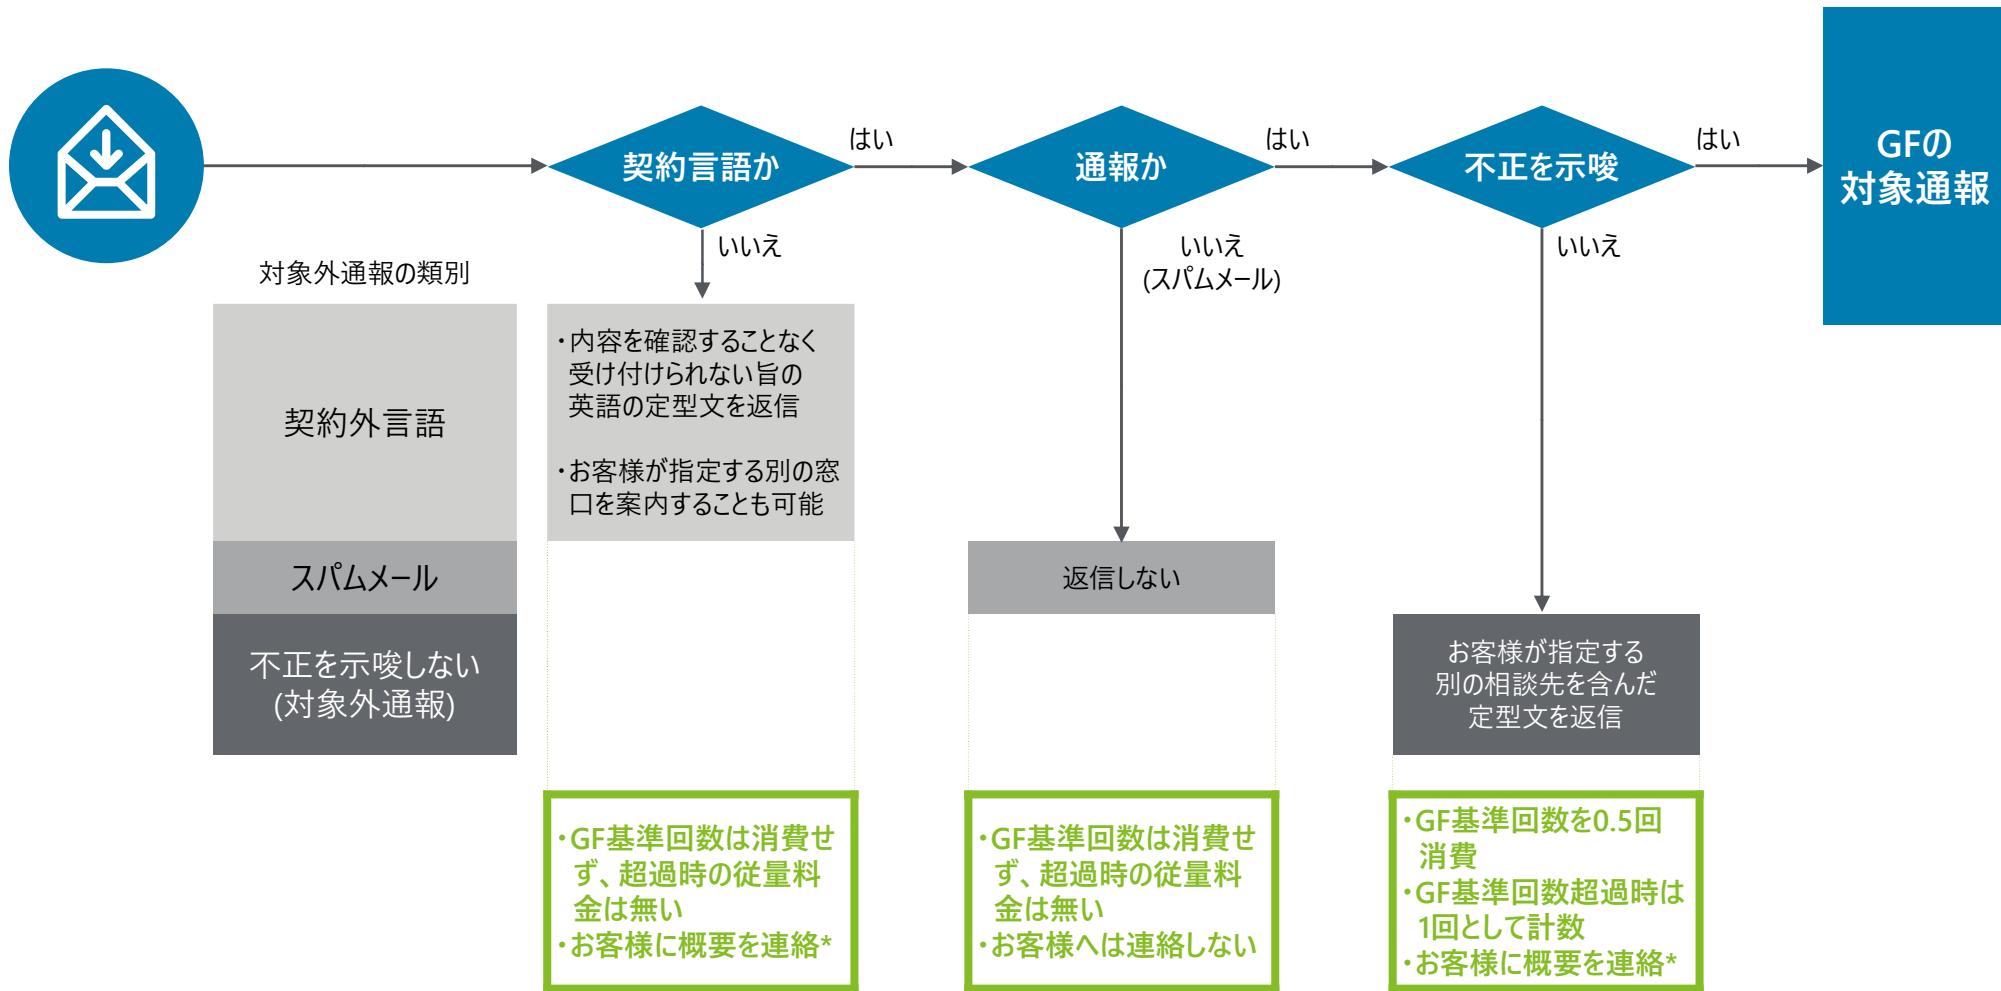 契約言語か
はい
通報か
はい
不正を示唆
はい
GFの
対象通報
いいえ
いいえ
(スパムメール)
いいえ
対象外通報の類別
契約外言語
スパムメール
不正を示唆しない
(対象外通報)
・内容を確認することなく
受け付けられない旨の
英語の定型文を返信
・お客様が指定する別の窓
口を案内することも可能
返信しない
お客様が指定する
別の相談先を含んだ
定型文を返信
・GF基準回数は消費せ
ず、超過時の従量料
金は無い
・お客様に概要を連絡*
・GF基準回数は消費せ
ず、超過時の従量料
金は無い
・お客様へは連絡しない
・GF基準回数を0.5回
消費
・GF基準回数超過時は
1回として計数
・お客様に概要を連絡*